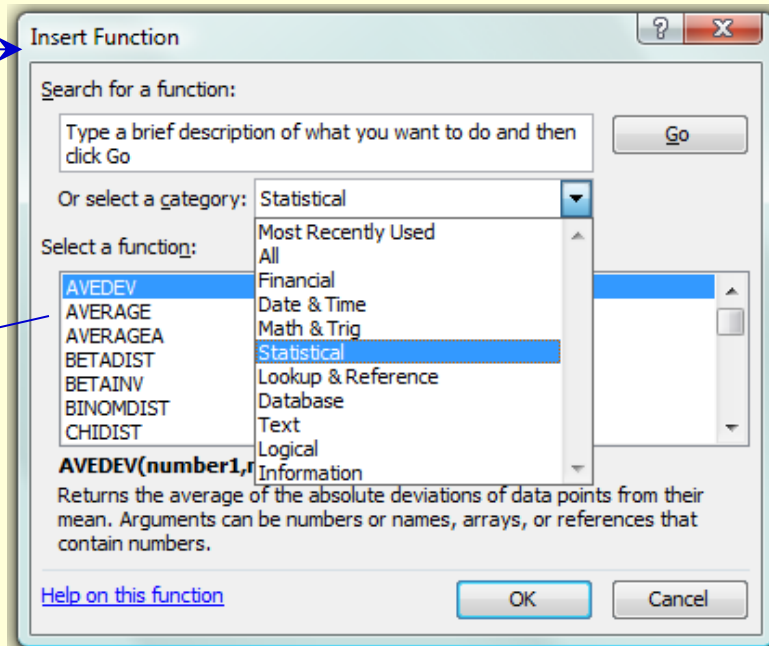 Insert Function
Search for a function:
Type a brief description of what you want to do and then
click Go
Go
Or select a category: Statistical
Most Recently Used
All
Financial
Date & Time
Math & Trig
Statistical
Lookup & Reference
Database
Text
Logical
Information
Select a function:
AVEDEV
AVERAGE
AVERAGEA
BETADIST
BETAINV
BINOMDIST
CHIDIST
AVEDEV(number1,
Returns the average of the absolute deviations of data points from their
mean. Arguments can be numbers or names, arrays, or references that
contain numbers.
Help on this function
OK
Cancel